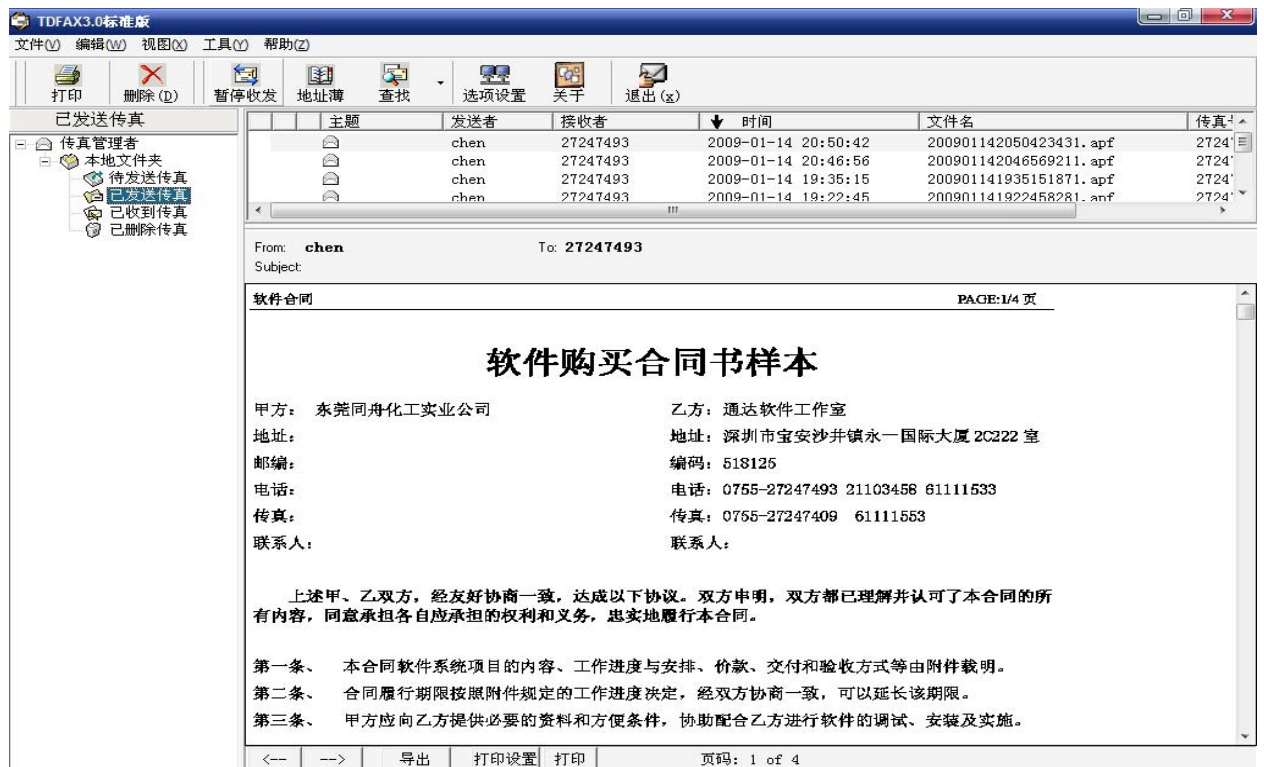 TDFAX3.0标准版
文件(V) 编辑(W) 视图(X) 工具(Y) 帮助(Z)
打印 删除(D) 暂停收发 地址薄 查找 选项设置 关于 退出(x)
已发送传真
传真管理者
本地文件夹
待发送传真
已发送传真
已收到传真
已删除传真
主题 发送者 接收者 时间 文件名
chen 27247493 2009-01-14 20:50:42 200901142050423431.apf 2724
chen 27247493 2009-01-14 20:46:56 200901142046569211.apf 2724
chen 27247493 2009-01-14 19:35:15 200901141935151871.apf 2724
chen 27247493 2009-01-14 19:22:45 200901141922458281.apf 2724
From: chen To: 27247493
Subject:
软件合同 PAGE:1/4 页
软件购买合同书样本
甲方： 东莞同舟化工实业公司 乙方：通达软件工作室
地址： 地址：深圳市宝安沙井镇永一国际大厦 2C222 室
邮编： 编码：518125
电话： 电话：0755-27247493 21103458 61111533
传真： 传真：0755-27247409 61111553
联系人： 联系人：
上述甲、乙双方，经友好协商一致，达成以下协议。双方申明，双方都已理解并认可了本合同的所
有内容，同意承担各自应承担的权利和义务，忠实地履行本合同。
第一条、 本合同软件系统项目的内容、工作进度与安排、价款、交付和验收方式等由附件载明。
第二条、 合同履行期限按照附件规定的工作进度决定，经双方协商一致，可以延长该期限。
第三条、 甲方应向乙方提供必要的资料和方便条件，协助配合乙方进行软件的调试、安装及实施。
<-- --> 导出 打印设置 打印 页码: 1 of 4